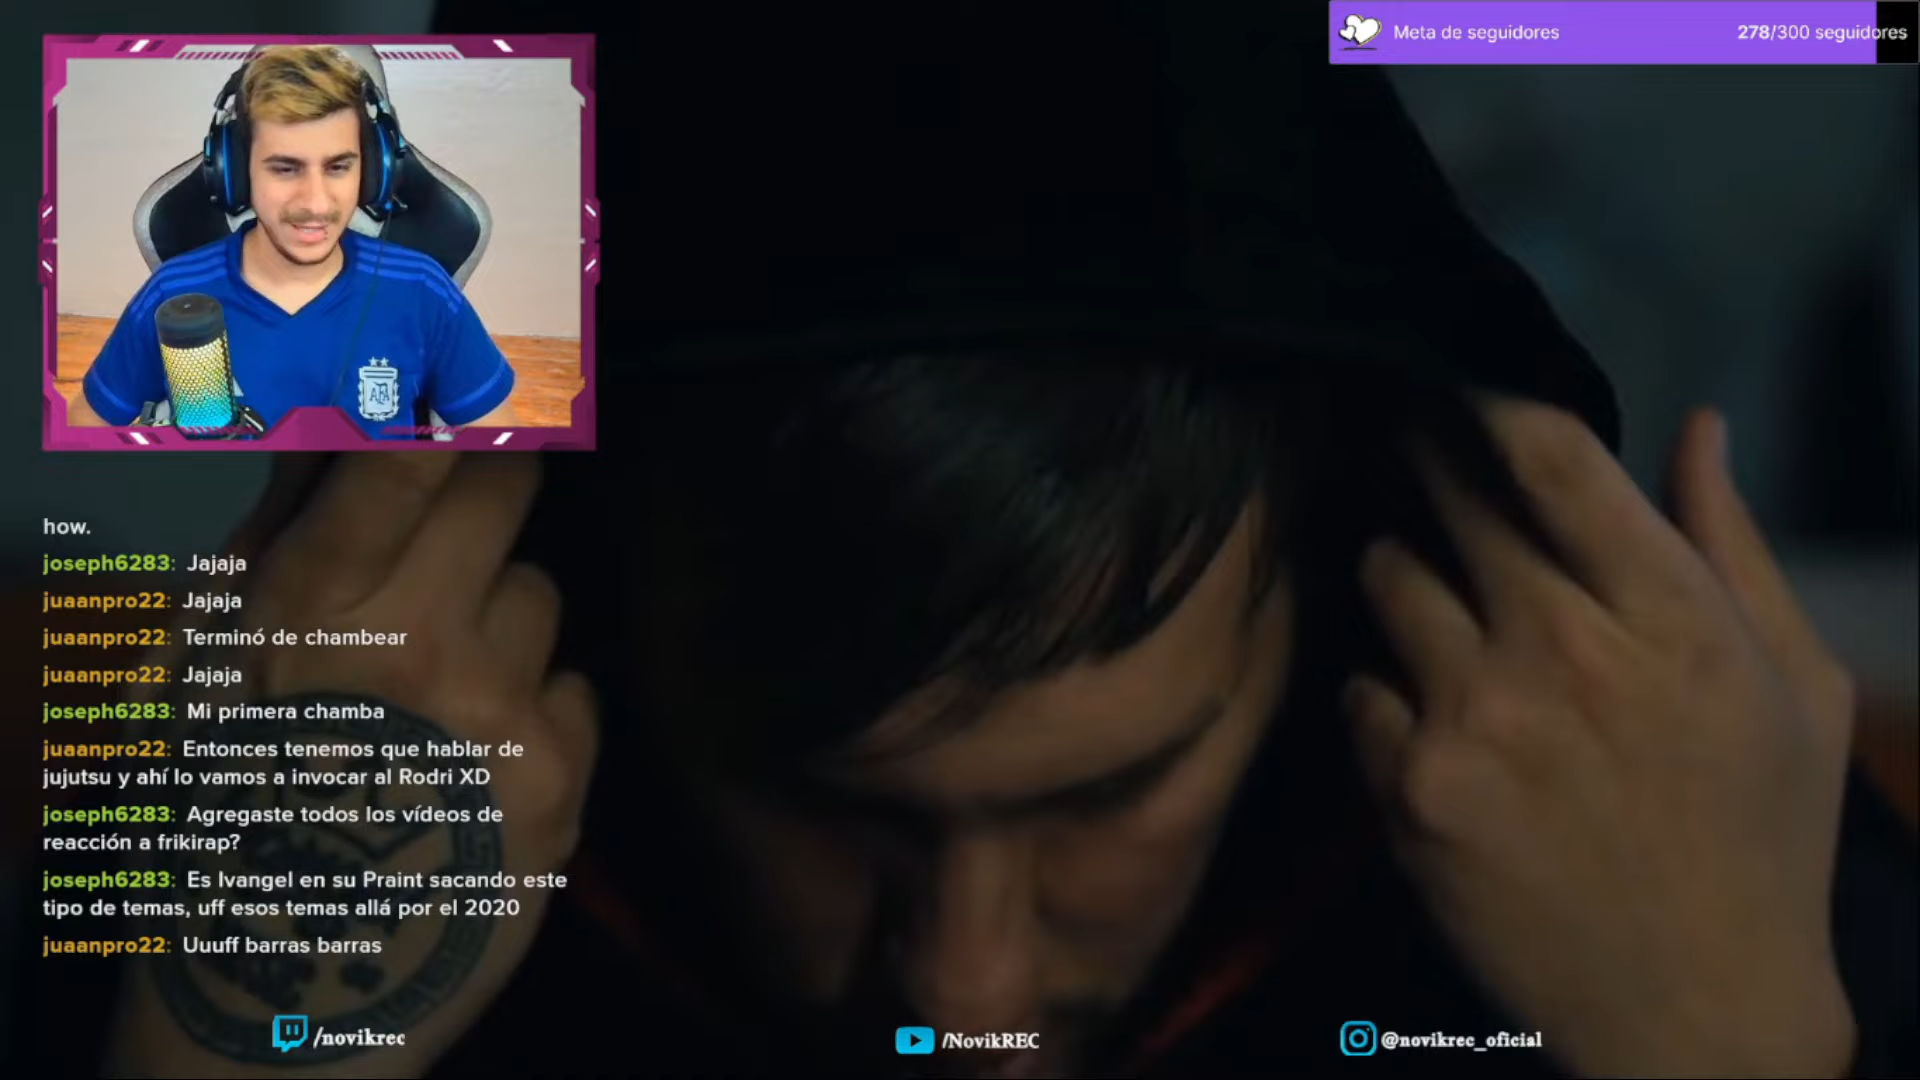 Meta de seguidores
278/300 seguidores
AFA
how.
joseph6283: Jajaja
juaanpro22: Jajaja
juaanpro22: Terminó de chambear
juaanpro22: Jajaja
joseph6283: Mi primera chamba
juaanpro22: Entonces tenemos que hablar de
jujutsu y ahí lo vamos a invocar al Rodri XD
joseph6283: Agregaste todos los vídeos de
reacción a frikirap?
joseph6283: Es Ivangel en su Praint sacando este
tipo de temas, uff esos temas allá por el 2020
juaanpro22: Uuuff barras barras
/novikrec
/NovikREC
@novikrec_oficial